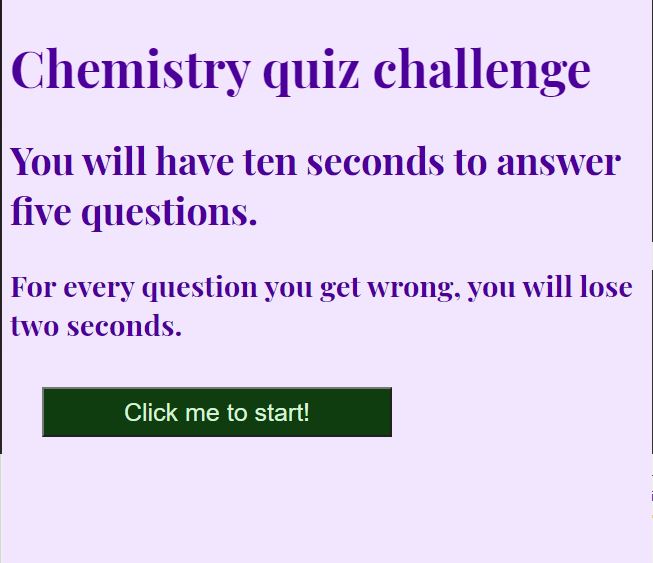 Chemistry quiz challenge
You will have ten seconds to answer
five questions.
For every question you get wrong, you will lose
two seconds.
Click me to start!